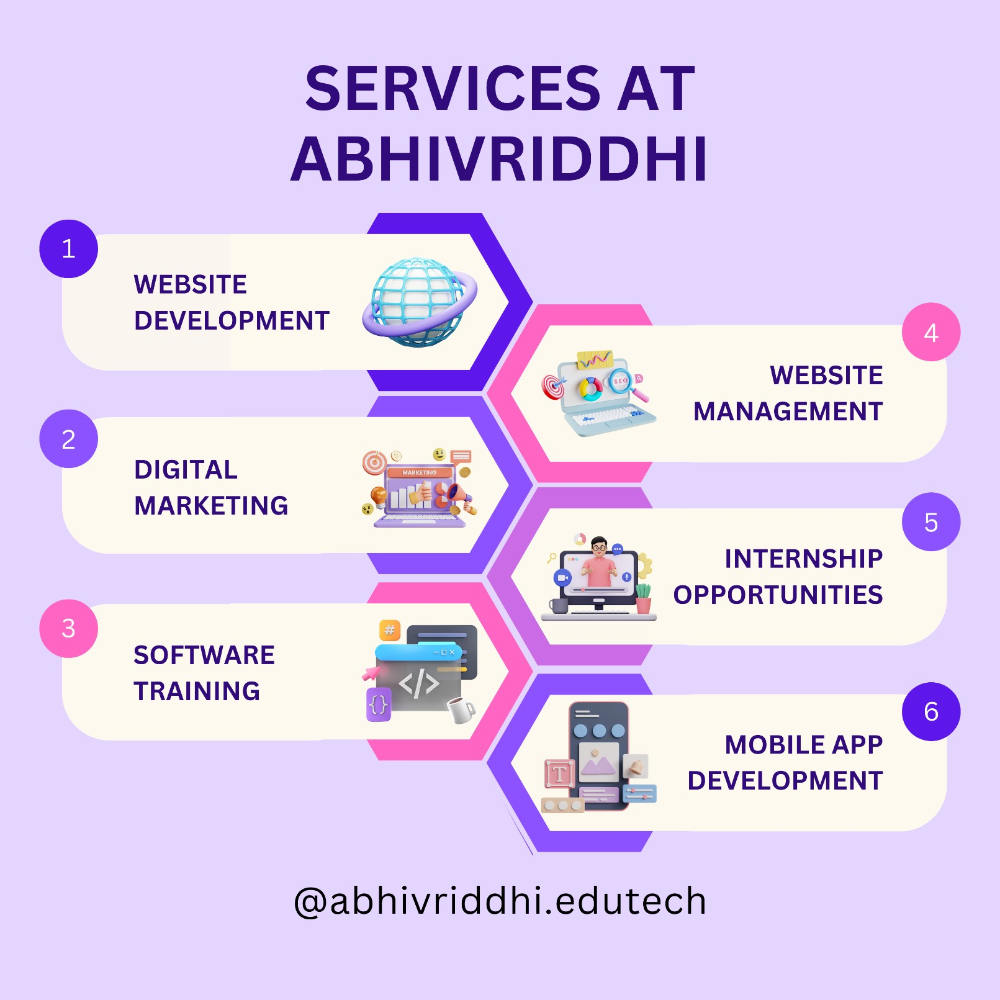 SERVICES AT
ABHIVRIDDHI
1
WEBSITE
DEVELOPMENT
2
DIGITAL
MARKETING
MARKETING
3
SOFTWARE
TRAINING
#
</>
{}
4
WEBSITE
MANAGEMENT
SEO
5
INTERNSHIP
OPPORTUNITIES
6
MOBILE APP
DEVELOPMENT
T
@abhivriddhi.edutech